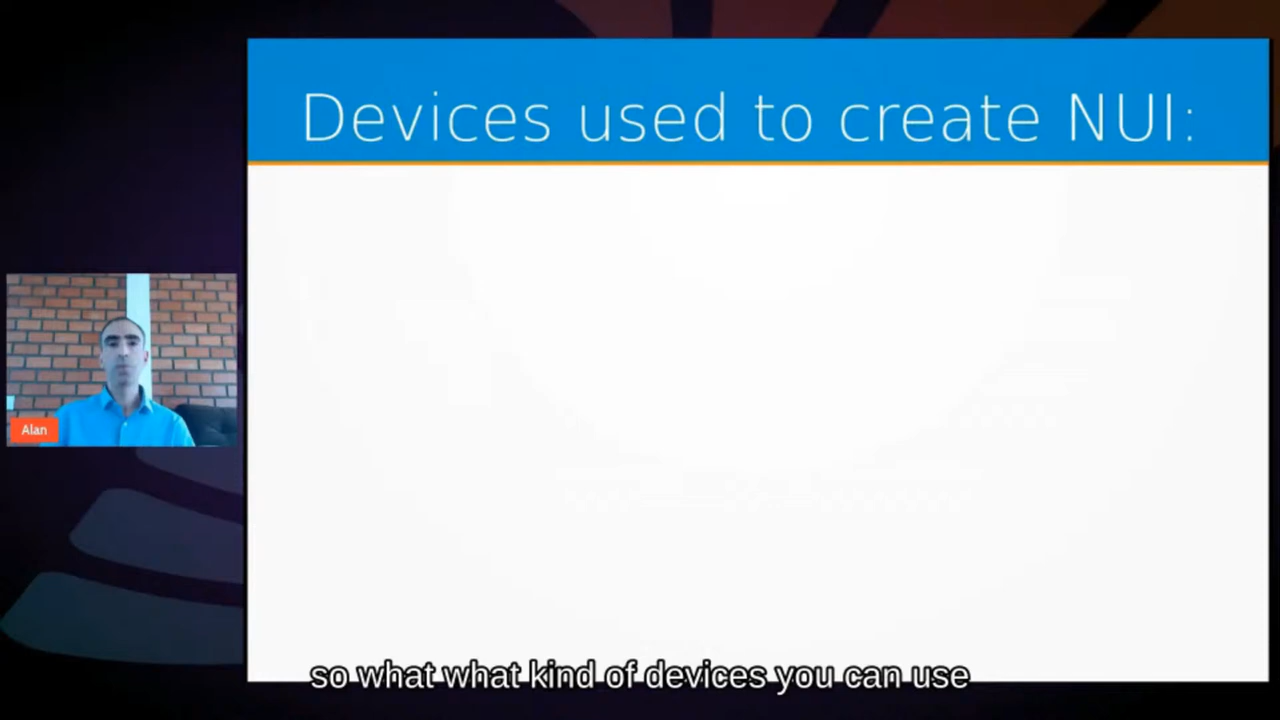 Devices used to create NUI:
Alan
so what what kind of devices you can use